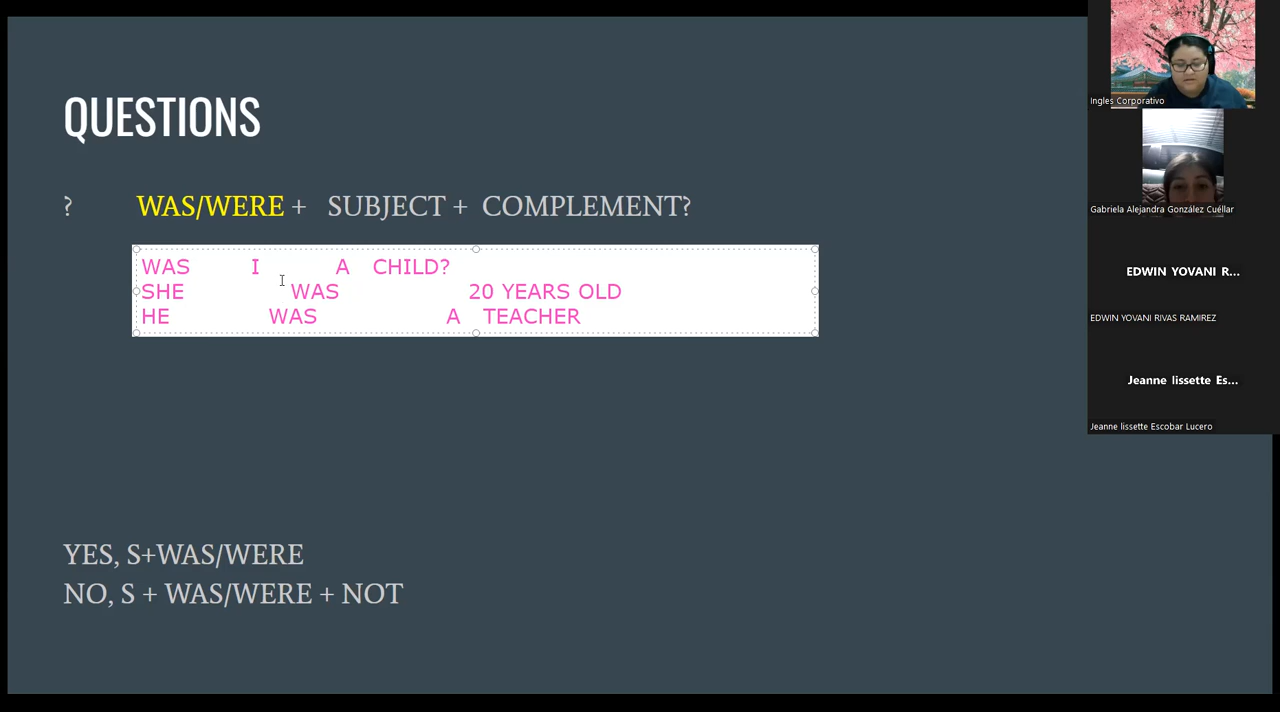 QUESTIONS
? WAS/WERE + SUBJECT + COMPLEMENT?
WAS I A CHILD?
SHE WAS 20 YEARS OLD
HE WAS A TEACHER
YES, S+WAS/WERE
NO, S + WAS/WERE + NOT
Ingles Corporativo
Gabriela Alejandra González Cuéllar
EDWIN YOVANI R...
EDWIN YOVANI RIVAS RAMIREZ
Jeanne lissette Es...
Jeanne lissette Escobar Lucero